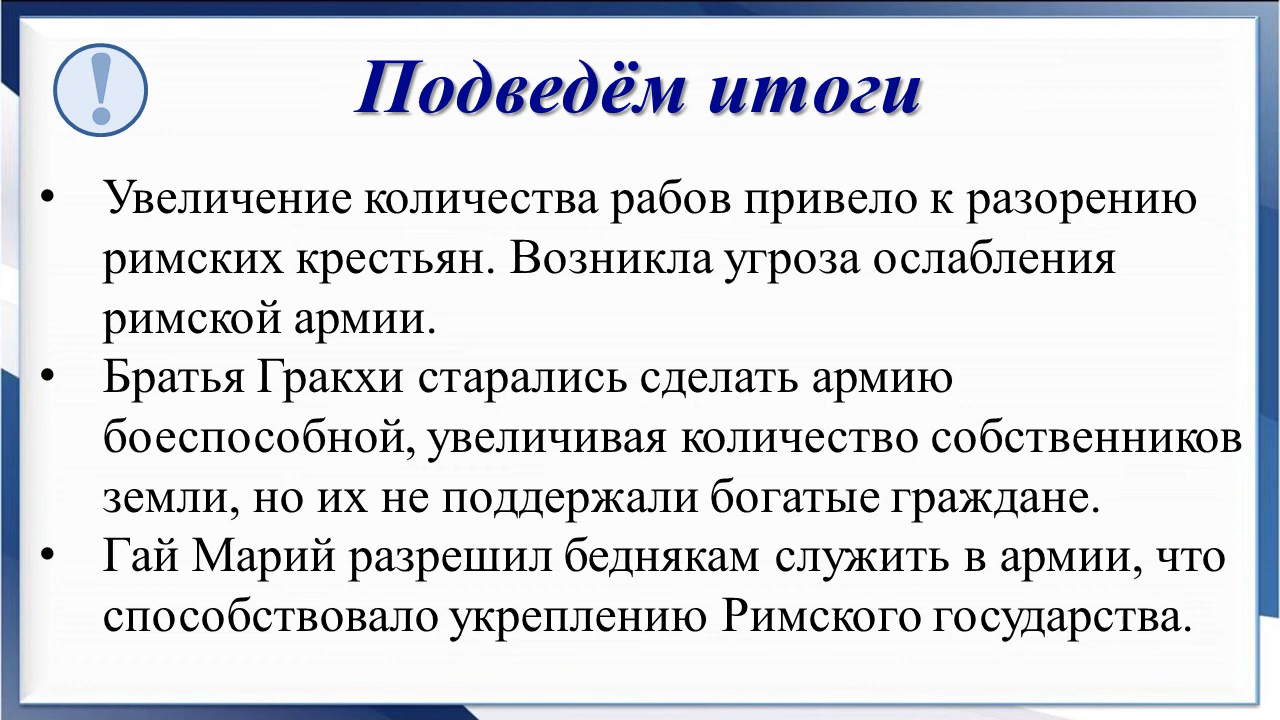 Подведём итоги
• Увеличение количества рабов привело к разорению
римских крестьян. Возникла угроза ослабления
римской армии.
• Братья Гракхи старались сделать армию
боеспособной, увеличивая количество собственников
земли, но их не поддержали богатые граждане.
• Гай Марий разрешил беднякам служить в армии, что
способствовало укреплению Римского государства.